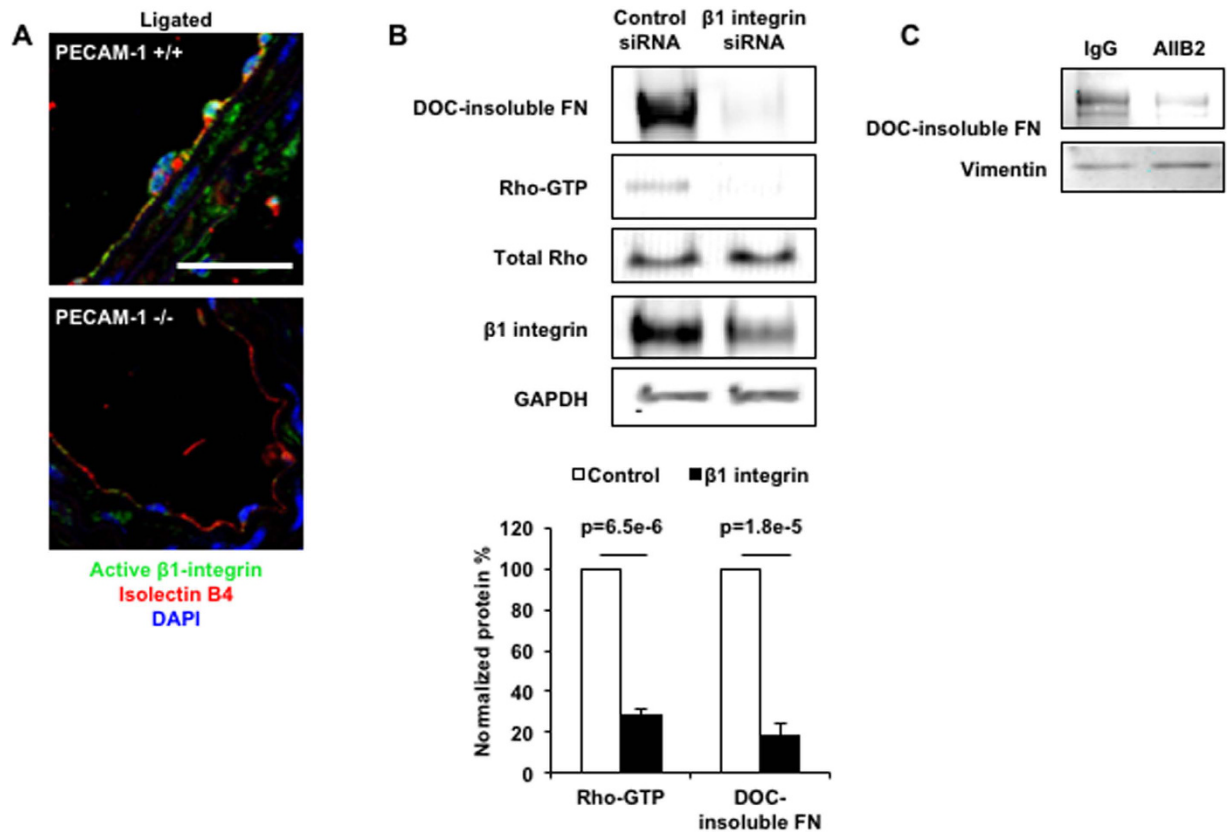 A
Ligated
PECAM-1 +/+
PECAM-1 -/-
Active β1-integrin
Isolectin B4
DAPI
B
Control β1 integrin
siRNA siRNA
DOC-insoluble FN
Rho-GTP
Total Rho
β1 integrin
GAPDH
Control β1 integrin
p=6.5e-6 p=1.8e-5
Normalized protein %
120
100
80
60
40
20
0
Rho-GTP DOC-
insoluble FN
C
IgG AIIB2
DOC-insoluble FN
Vimentin